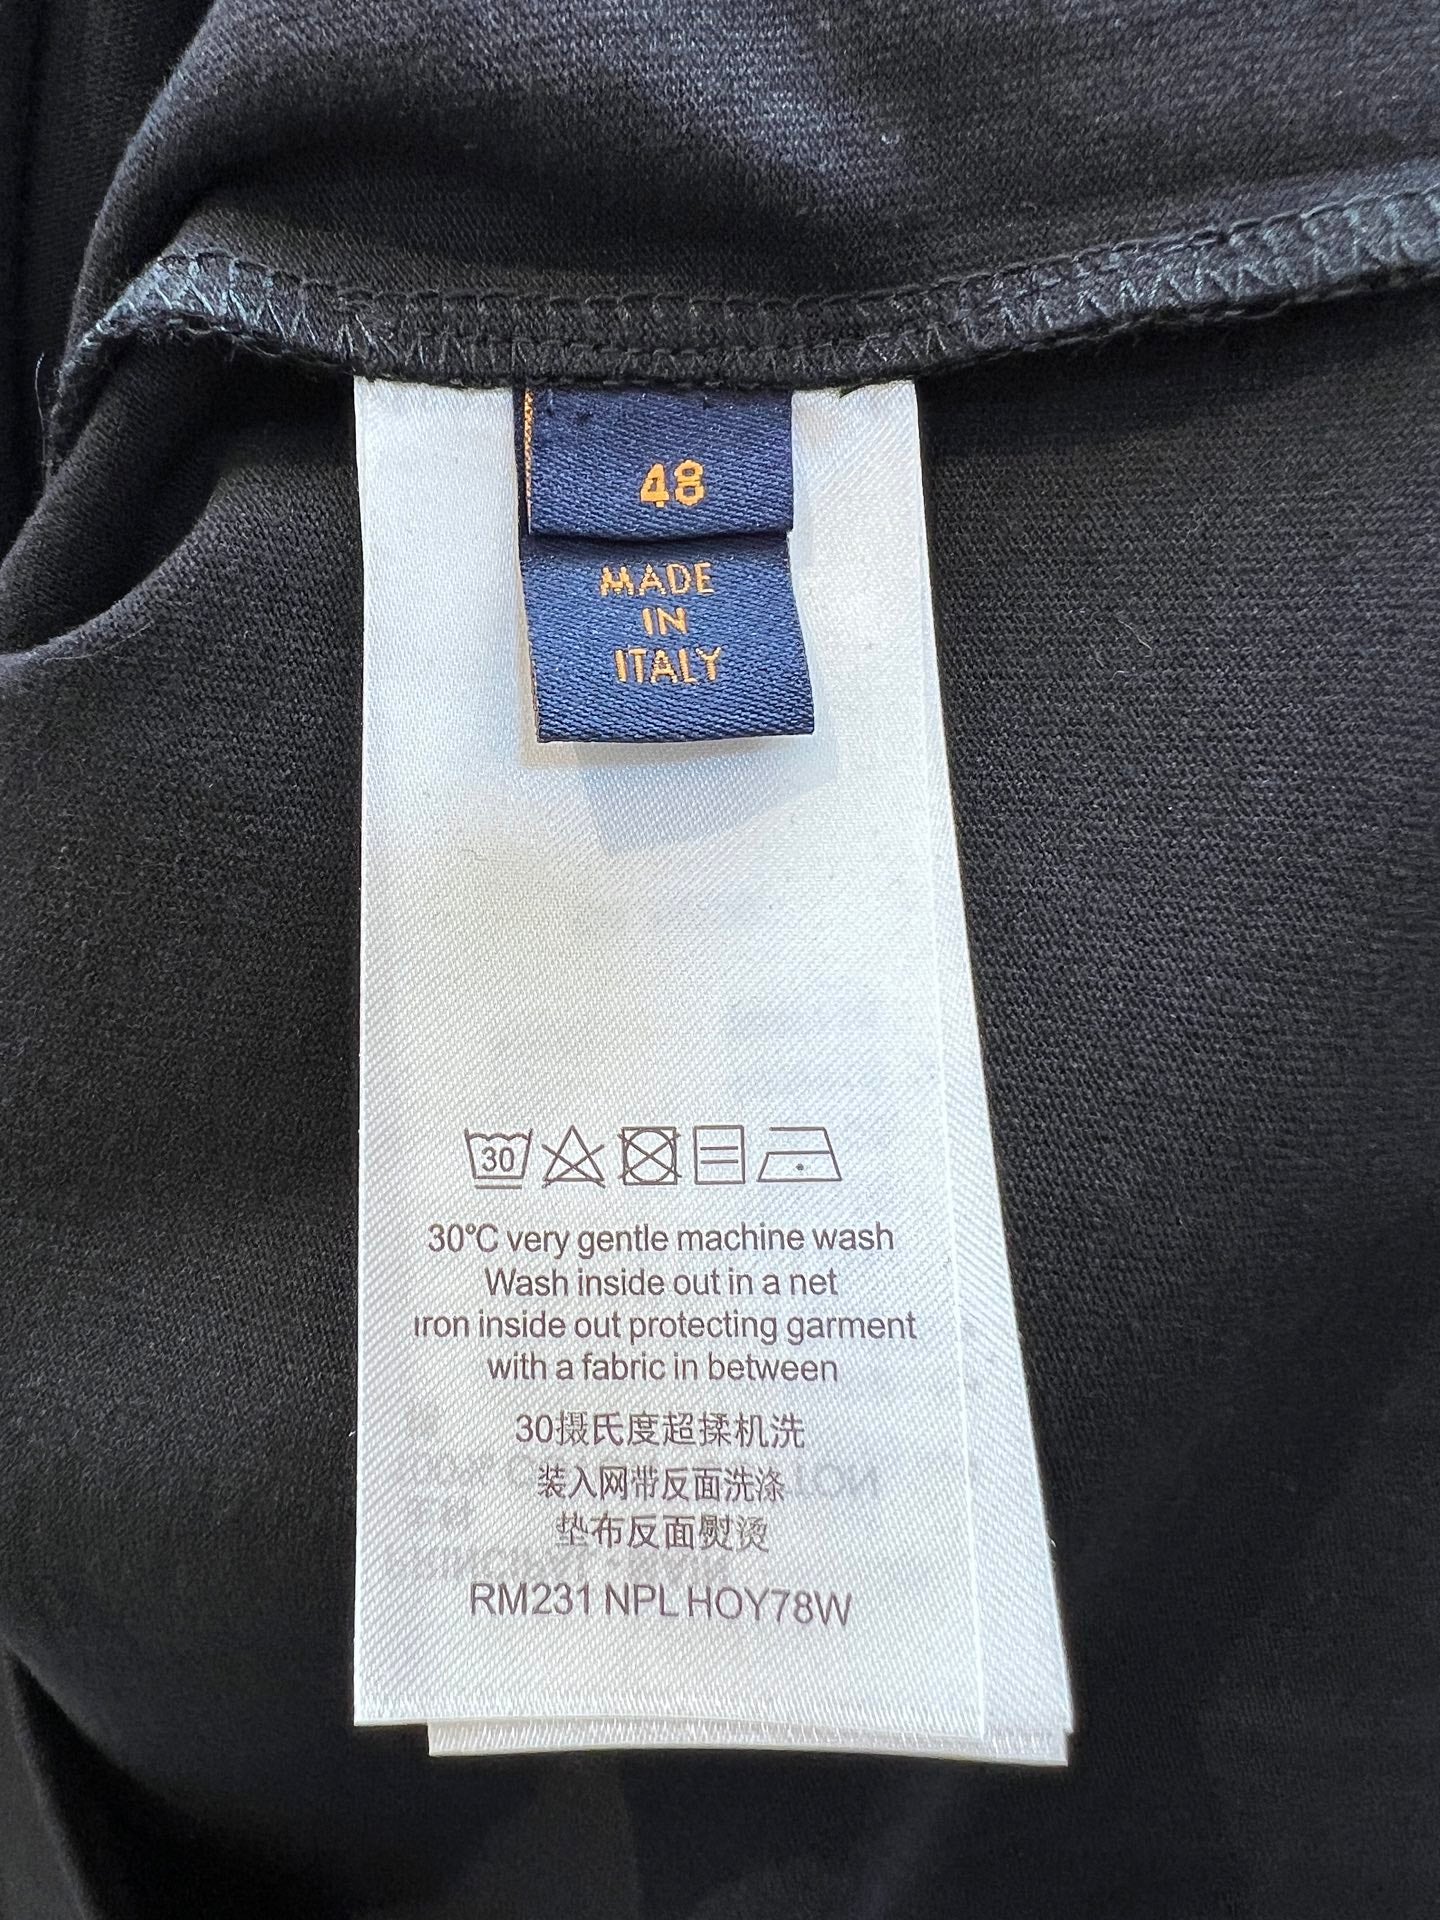 48
MADE
IN
ITALY
30
30°C very gentle machine wash
Wash inside out in a net
ıron inside out protecting garment
with a fabric in between
30摄氏度超揉机洗
装入网带反面洗涤
垫布反面熨烫
RM231 NPL HOY78W